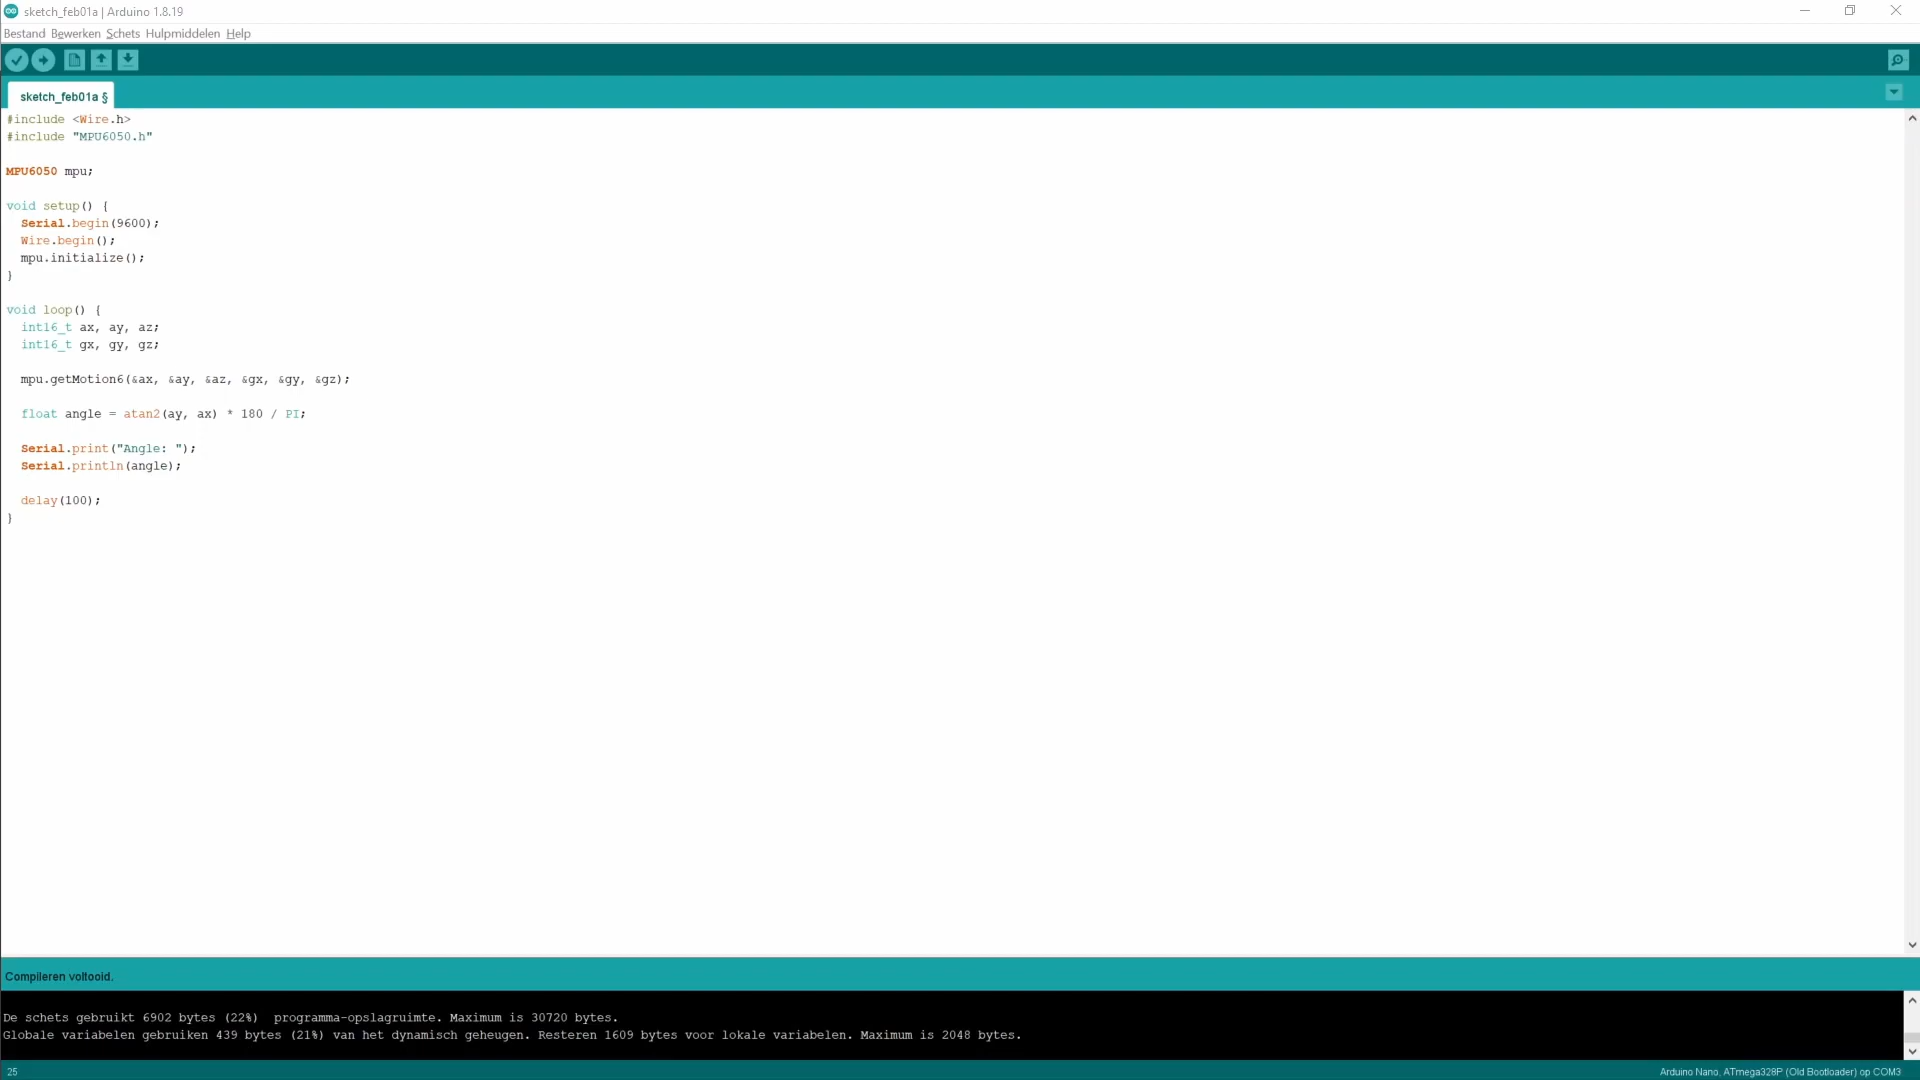 sketch_feb01a | Arduino 1.8.19
Bestand Bewerken Schets Hulpmiddelen Help
sketch_feb01a §
#include <Wire.h>
#include "MPU6050.h"
MPU6050 mpu;
void setup() {
  Serial.begin(9600);
  Wire.begin();
  mpu.initialize();
}
void loop() {
  int16_t ax, ay, az;
  int16_t gx, gy, gz;
  mpu.getMotion6(&ax, &ay, &az, &gx, &gy, &gz);
  float angle = atan2(ay, ax) * 180 / PI;
  Serial.print("Angle: ");
  Serial.println(angle);
  delay(100);
}
Compileren voltooid.
De schets gebruikt 6902 bytes (22%)  programma-opslagruimte. Maximum is 30720 bytes.
Globale variabelen gebruiken 439 bytes (21%) van het dynamisch geheugen. Resteren 1609 bytes voor lokale variabelen. Maximum is 2048 bytes.
25
Arduino Nano, ATmega328P (Old Bootloader) op COM3